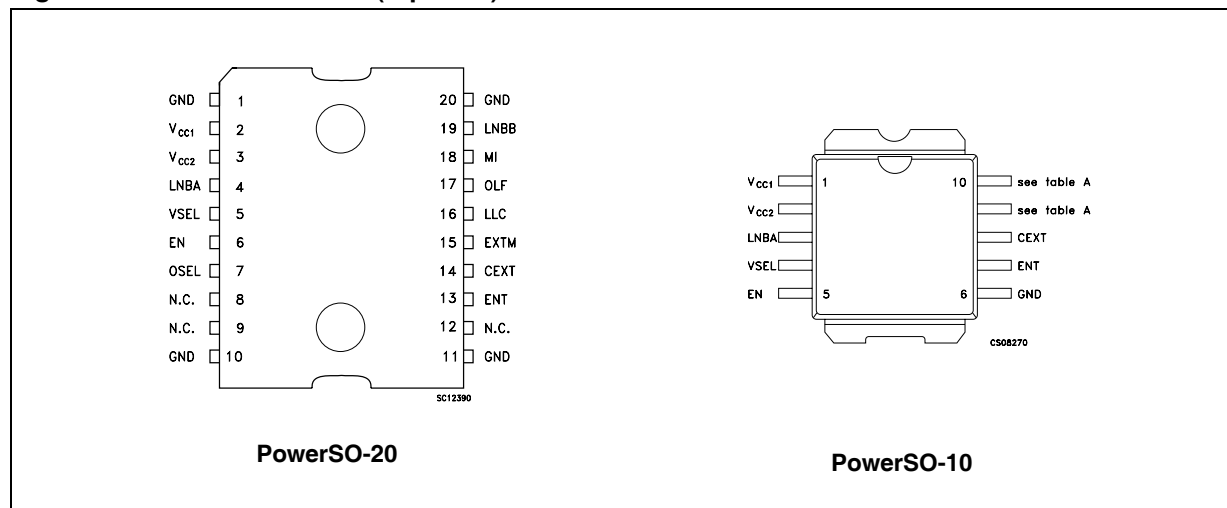 GND 1 20 GND
VCC1 2 19 LNBB
VCC2 3 18 MI
LNBA 4 17 OLF
VSEL 5 16 LLC
EN 6 15 EXTM
OSEL 7 14 CEXT
N.C. 8 13 ENT
N.C. 9 12 N.C.
GND 10 11 GND
SC12390
PowerSO-20
VCC1 1 10 see table A
VCC2 see table A
LNBA CEXT
VSEL ENT
EN 5 6 GND
CS08270
PowerSO-10